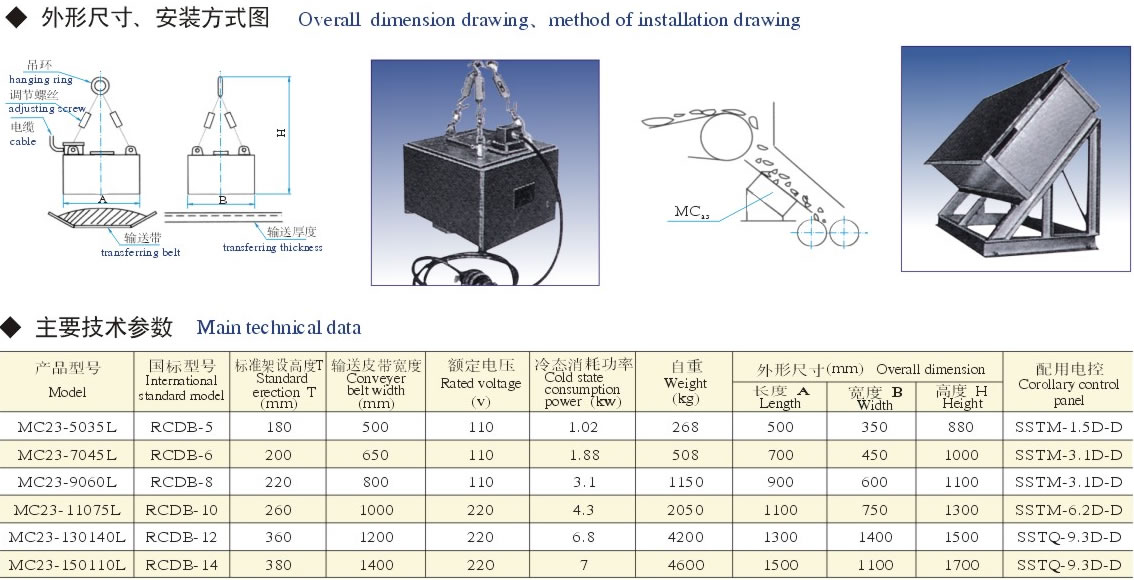 ◆ 外形尺寸、安装方式图 Overall dimension drawing、method of installation drawing
吊环
hanging ring
调节螺丝
adjusting screw
电缆
cable
H
A
B
输送带
transferring belt
输送厚度
transferring thickness
MC₂₃
◆ 主要技术参数 Main technical data
产品型号 Model 国标型号 International standard model 标准架设高度T Standard erection T (mm) 输送皮带宽度 Conveyer belt width (mm) 额定电压 Rated voltage (v) 冷态消耗功率 Cold state consumption power (kw) 自重 Weight (kg) 外形尺寸(mm) Overall dimension 配用电控 Corollary control panel
长度 A Length 宽度 B Width 高度 H Height
MC23-5035L RCDB-5 180 500 110 1.02 268 500 350 880 SSTM-1.5D-D
MC23-7045L RCDB-6 200 650 110 1.88 508 700 450 1000 SSTM-3.1D-D
MC23-9060L RCDB-8 220 800 110 3.1 1150 900 600 1100 SSTM-3.1D-D
MC23-11075L RCDB-10 260 1000 220 4.3 2050 1100 750 1300 SSTM-6.2D-D
MC23-130140L RCDB-12 360 1200 220 6.8 4200 1300 1400 1500 SSTQ-9.3D-D
MC23-150110L RCDB-14 380 1400 220 7 4600 1500 1100 1700 SSTQ-9.3D-D